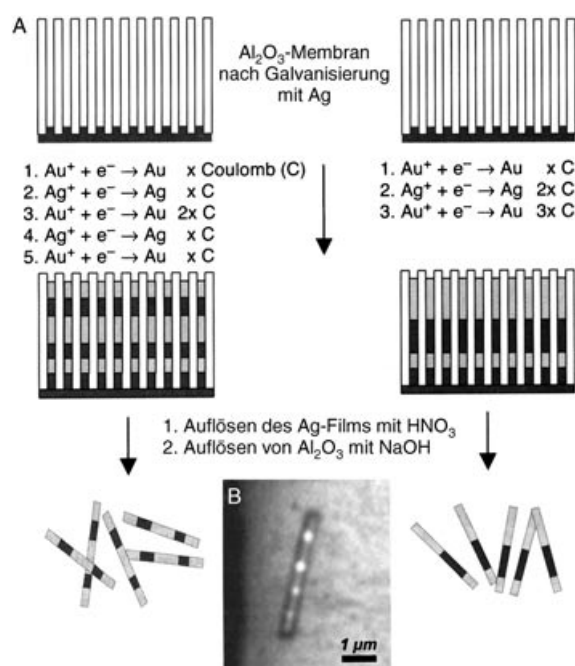 A
Al₂O₃-Membran
nach Galvanisierung
mit Ag
1. Au⁺ + e⁻ → Au x Coulomb (C)
2. Ag⁺ + e⁻ → Ag x C
3. Au⁺ + e⁻ → Au 2x C
4. Ag⁺ + e⁻ → Ag x C
5. Au⁺ + e⁻ → Au x C
1. Au⁺ + e⁻ → Au x C
2. Ag⁺ + e⁻ → Ag 2x C
3. Au⁺ + e⁻ → Au 3x C
1. Auflösen des Ag-Films mit HNO₃
2. Auflösen von Al₂O₃ mit NaOH
B
1 µm